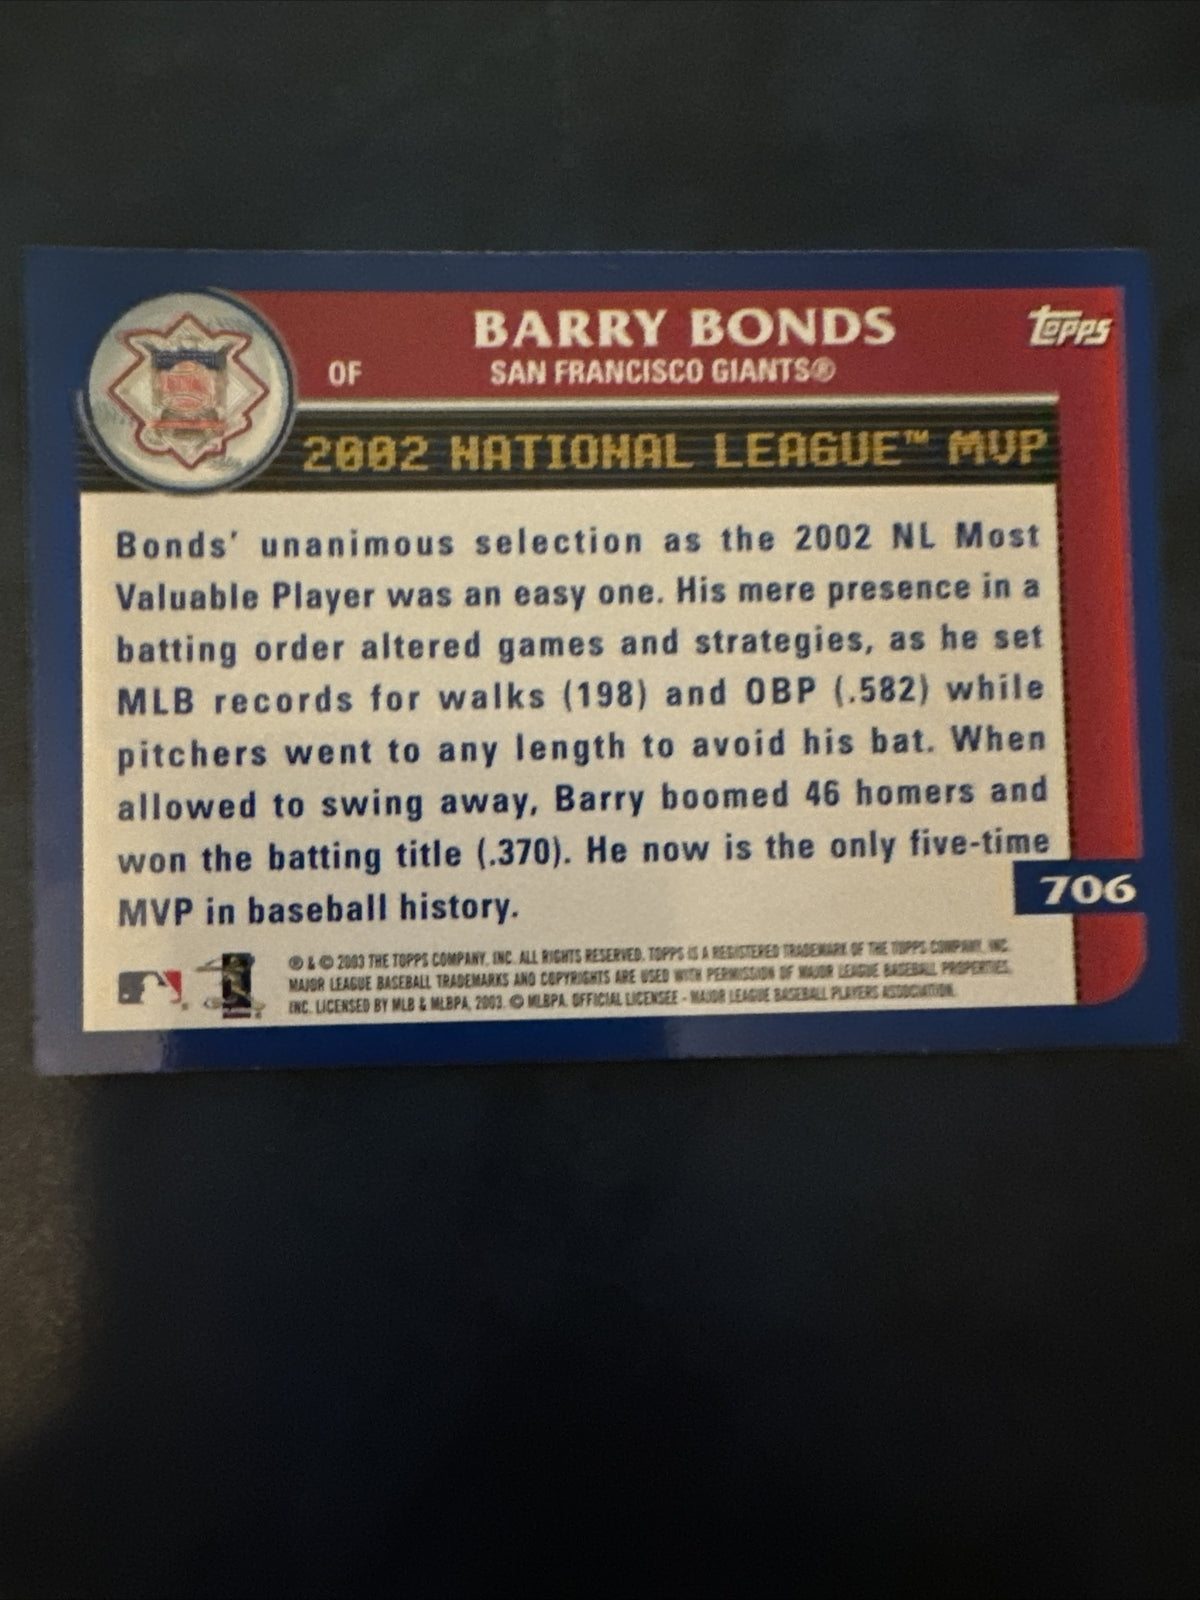 BARRY BONDS
topps
OF SAN FRANCISCO GIANTS®
2002 NATIONAL LEAGUE™ MVP
Bonds' unanimous selection as the 2002 NL Most
Valuable Player was an easy one. His mere presence in a
batting order altered games and strategies, as he set
MLB records for walks (198) and OBP (.582) while
pitchers went to any length to avoid his bat. When
allowed to swing away, Barry boomed 46 homers and
won the batting title (.370). He now is the only five-time
MVP in baseball history.
706
® & © 2003 THE TOPPS COMPANY, INC. ALL RIGHTS RESERVED. TOPPS IS A REGISTERED TRADEMARK OF THE TOPPS COMPANY, INC.
MAJOR LEAGUE BASEBALL TRADEMARKS AND COPYRIGHTS ARE USED WITH PERMISSION OF MAJOR LEAGUE BASEBALL PROPERTIES,
INC. LICENSED BY MLB & MLBPA, 2003. © MLBPA. OFFICIAL LICENSEE - MAJOR LEAGUE BASEBALL PLAYERS ASSOCIATION.